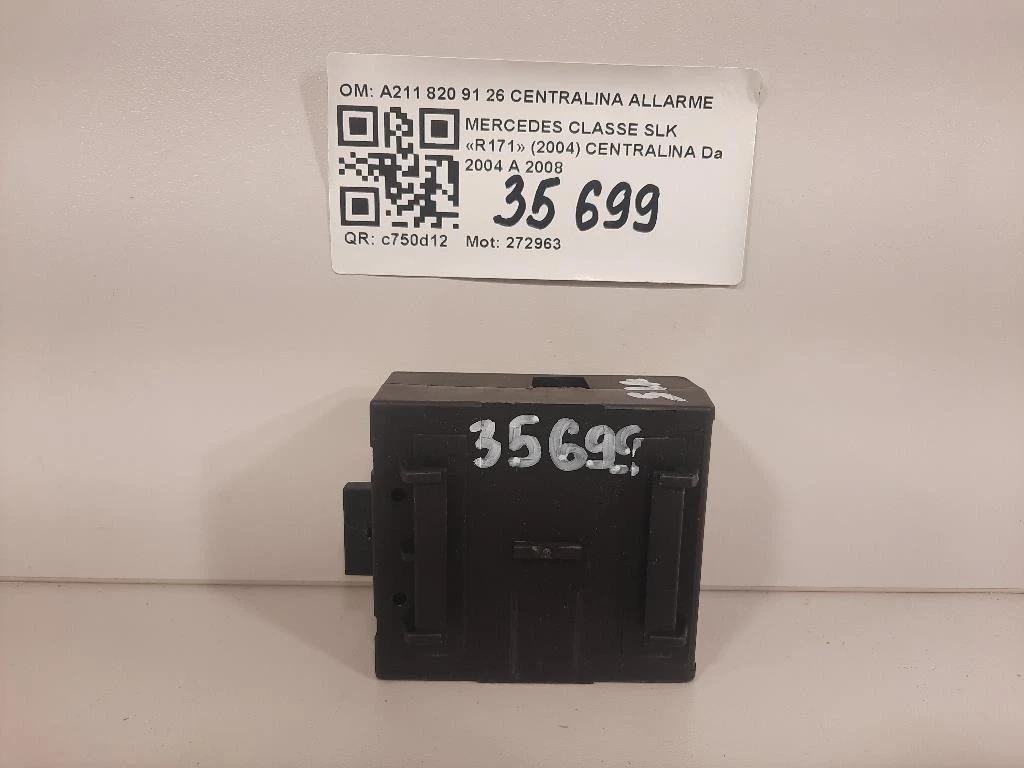 OM: A211 820 91 26 CENTRALINA ALLARME
MERCEDES CLASSE SLK
«R171» (2004) CENTRALINA Da
2004 A 2008
35 699
QR: c750d12 Mot: 272963
35699